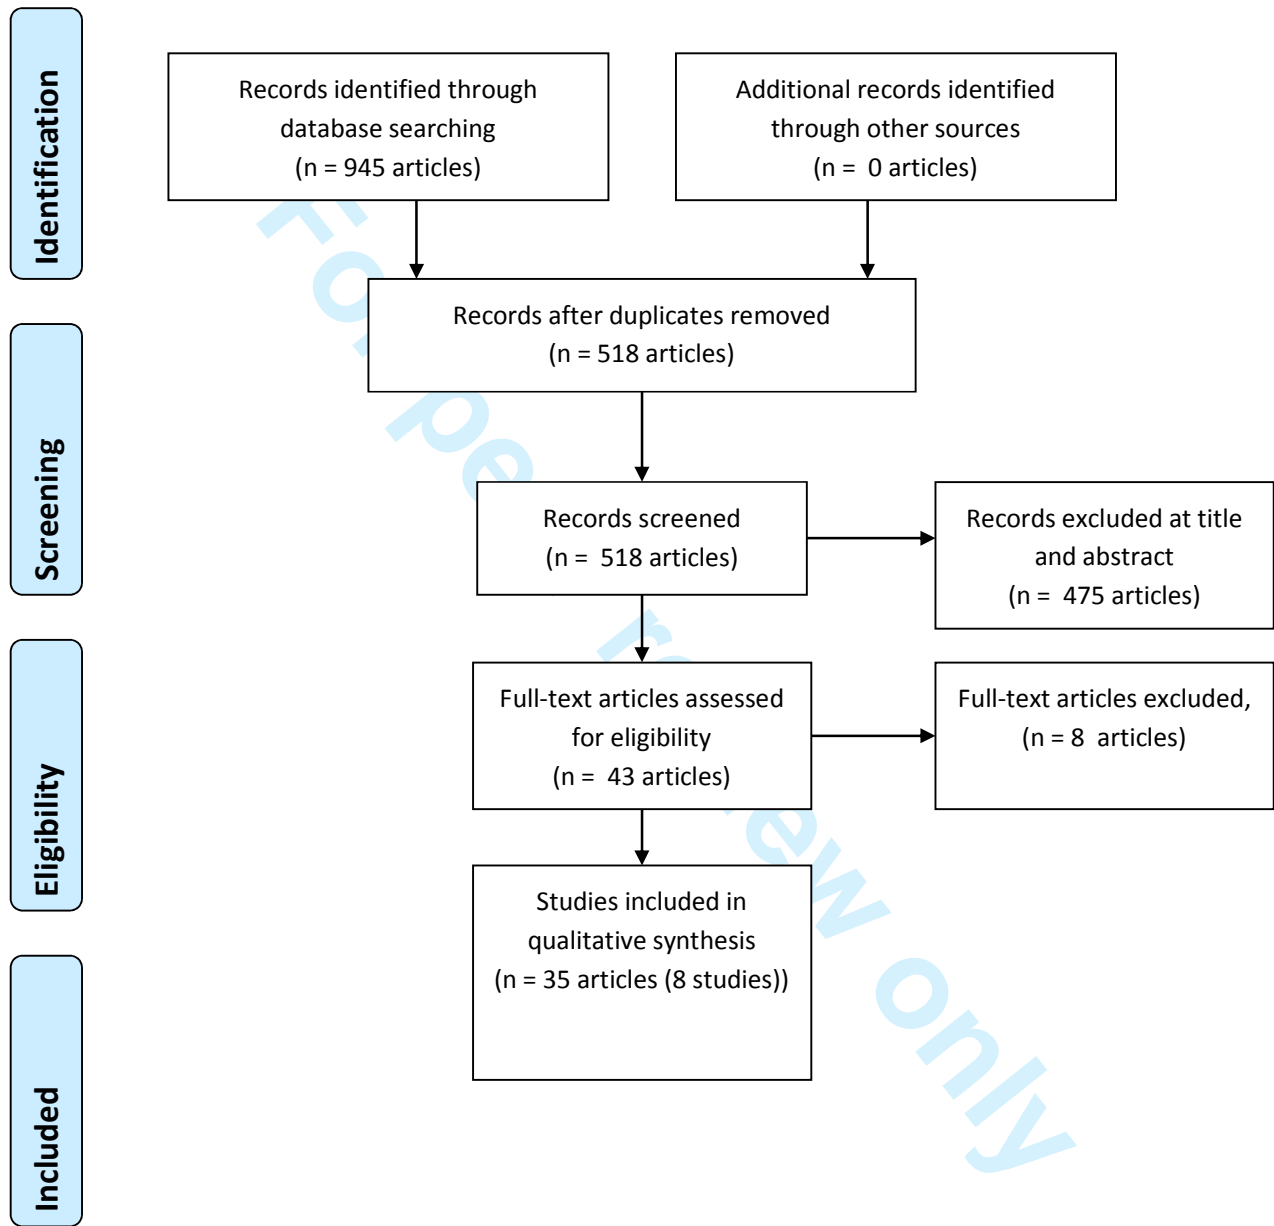 Identification
Records identified through
database searching
(n = 945 articles)
Additional records identified
through other sources
(n = 0 articles)
Records after duplicates removed
(n = 518 articles)
Screening
Records screened
(n = 518 articles)
Records excluded at title
and abstract
(n = 475 articles)
Eligibility
Full-text articles assessed
for eligibility
(n = 43 articles)
Full-text articles excluded,
(n = 8 articles)
Included
Studies included in
qualitative synthesis
(n = 35 articles (8 studies))
For peer review only